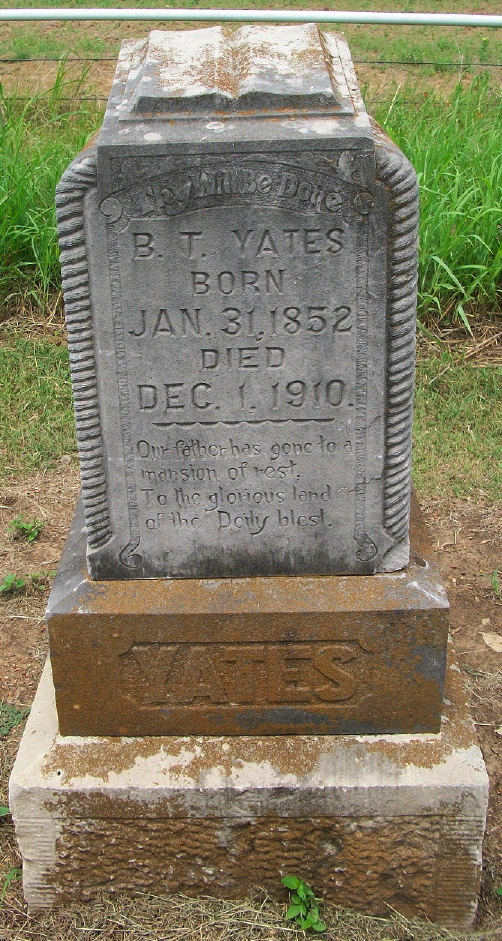 Thy Will Be Done
B. T. YATES
BORN
JAN. 31, 1852
DIED
DEC. 1, 1910.
Our father has gone to a
mansion of rest,
To the glorious land
of the Deity blest.
YATES